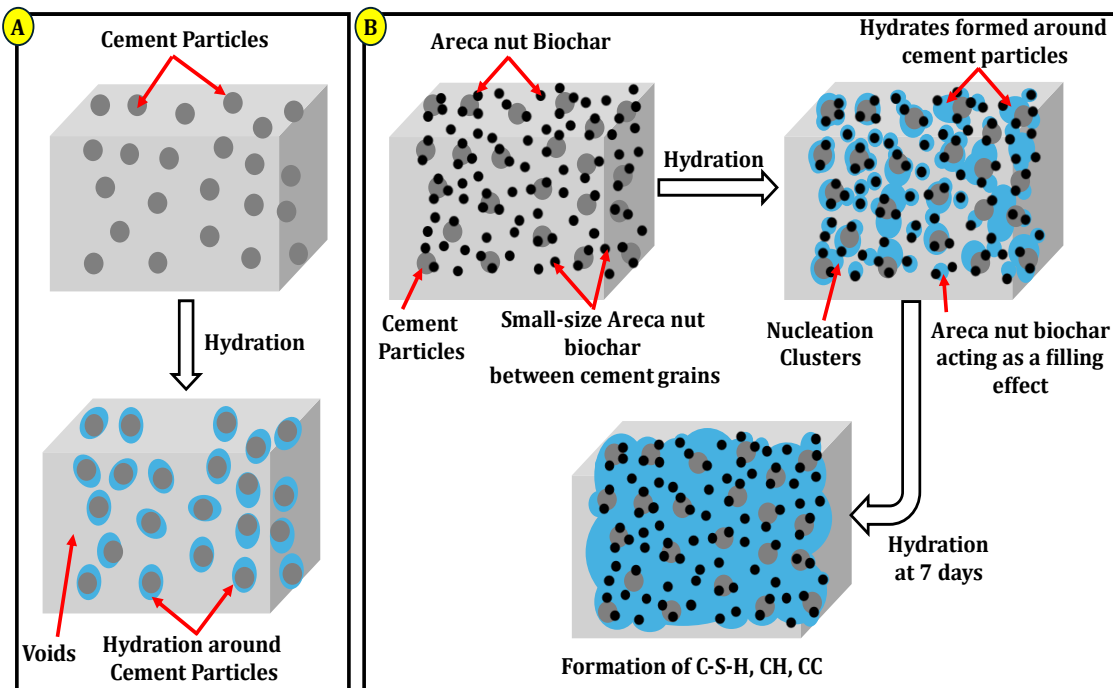 A
Cement Particles
Hydration
Voids
Hydration around
Cement Particles
B
Areca nut Biochar
Hydrates formed around
cement particles
Hydration
Cement
Particles
Small-size Areca nut
biochar
between cement grains
Nucleation
Clusters
Areca nut biochar
acting as a filling
effect
Hydration
at 7 days
Formation of C-S-H, CH, CC